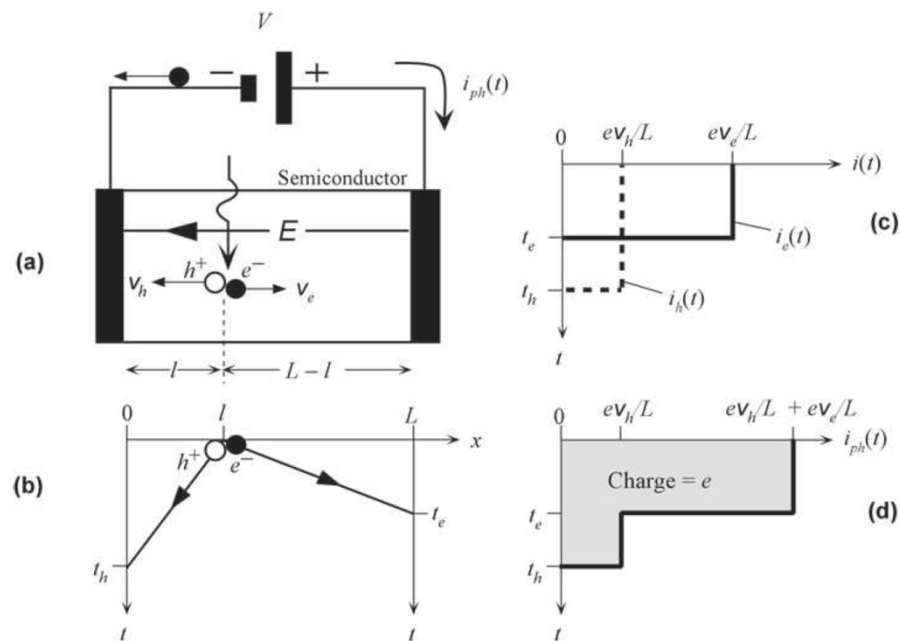 V
− +
i_ph(t)
Semiconductor
E
(a)
h⁺ e⁻
v_h v_e
l L − l
0 l L
x
h⁺ e⁻
(b)
t_e
t_h
t t
0 ev_h/L ev_e/L
i(t)
t_e
i_e(t)
(c)
t_h
i_h(t)
t
0 ev_h/L ev_h/L + ev_e/L
i_ph(t)
Charge = e
t_e
(d)
t_h
t